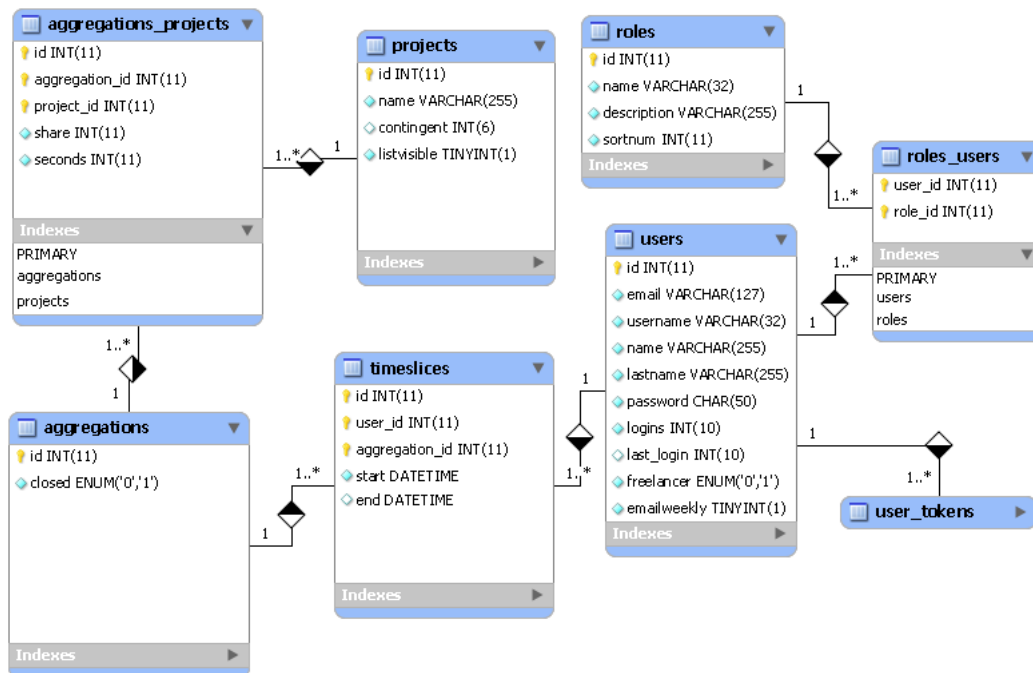 aggregations_projects
id INT(11)
aggregation_id INT(11)
project_id INT(11)
share INT(11)
seconds INT(11)
Indexes
PRIMARY
aggregations
projects
1..*
1
projects
id INT(11)
name VARCHAR(255)
contingent INT(6)
listvisible TINYINT(1)
Indexes
roles
id INT(11)
name VARCHAR(32)
description VARCHAR(255)
sortnum INT(11)
Indexes
1
1..*
roles_users
user_id INT(11)
role_id INT(11)
Indexes
PRIMARY
users
roles
users
id INT(11)
email VARCHAR(127)
username VARCHAR(32)
name VARCHAR(255)
lastname VARCHAR(255)
password CHAR(50)
logins INT(10)
last_login INT(10)
freelancer ENUM('0','1')
emailweekly TINYINT(1)
Indexes
1..*
1
1
1..*
user_tokens
1..*
1
aggregations
id INT(11)
closed ENUM('0','1')
Indexes
1..*
1
timeslices
id INT(11)
user_id INT(11)
aggregation_id INT(11)
start DATETIME
end DATETIME
Indexes
1
1..*